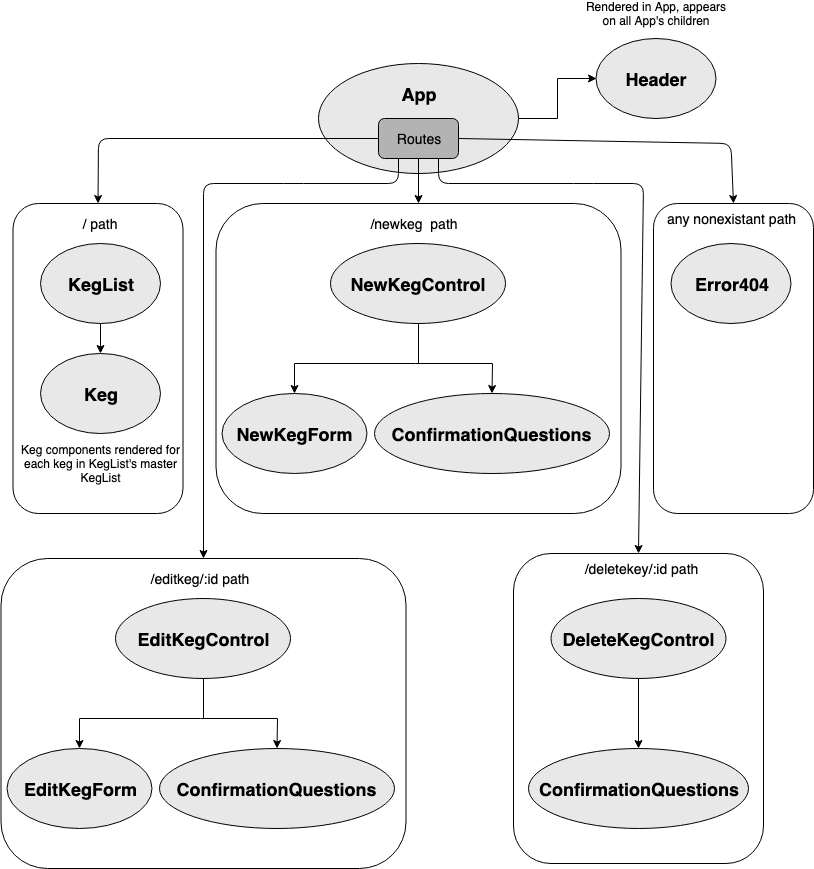 Rendered in App, appears
on all App's children
Header
App
Routes
/ path
KegList
Keg
Keg components rendered for
each keg in KegList's master
KegList
/newkeg path
NewKegControl
NewKegForm
ConfirmationQuestions
any nonexistant path
Error404
/editkeg/:id path
EditKegControl
EditKegForm
ConfirmationQuestions
/deletekey/:id path
DeleteKegControl
ConfirmationQuestions